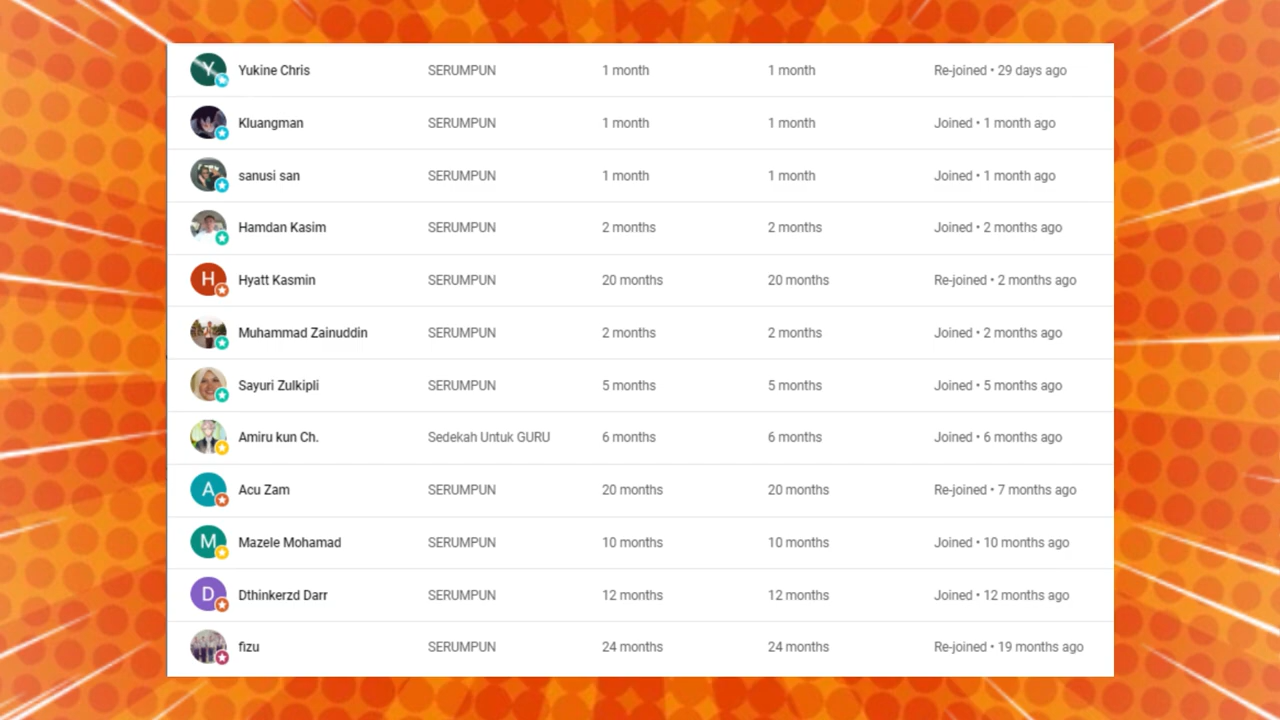 Y Yukine Chris SERUMPUN 1 month 1 month Re-joined • 29 days ago
Kluangman SERUMPUN 1 month 1 month Joined • 1 month ago
sanusi san SERUMPUN 1 month 1 month Joined • 1 month ago
Hamdan Kasim SERUMPUN 2 months 2 months Joined • 2 months ago
H Hyatt Kasmin SERUMPUN 20 months 20 months Re-joined • 2 months ago
Muhammad Zainuddin SERUMPUN 2 months 2 months Joined • 2 months ago
Sayuri Zulkipli SERUMPUN 5 months 5 months Joined • 5 months ago
Amiru kun Ch. Sedekah Untuk GURU 6 months 6 months Joined • 6 months ago
A Acu Zam SERUMPUN 20 months 20 months Re-joined • 7 months ago
M Mazele Mohamad SERUMPUN 10 months 10 months Joined • 10 months ago
D Dthinkerzd Darr SERUMPUN 12 months 12 months Joined • 12 months ago
fizu SERUMPUN 24 months 24 months Re-joined • 19 months ago